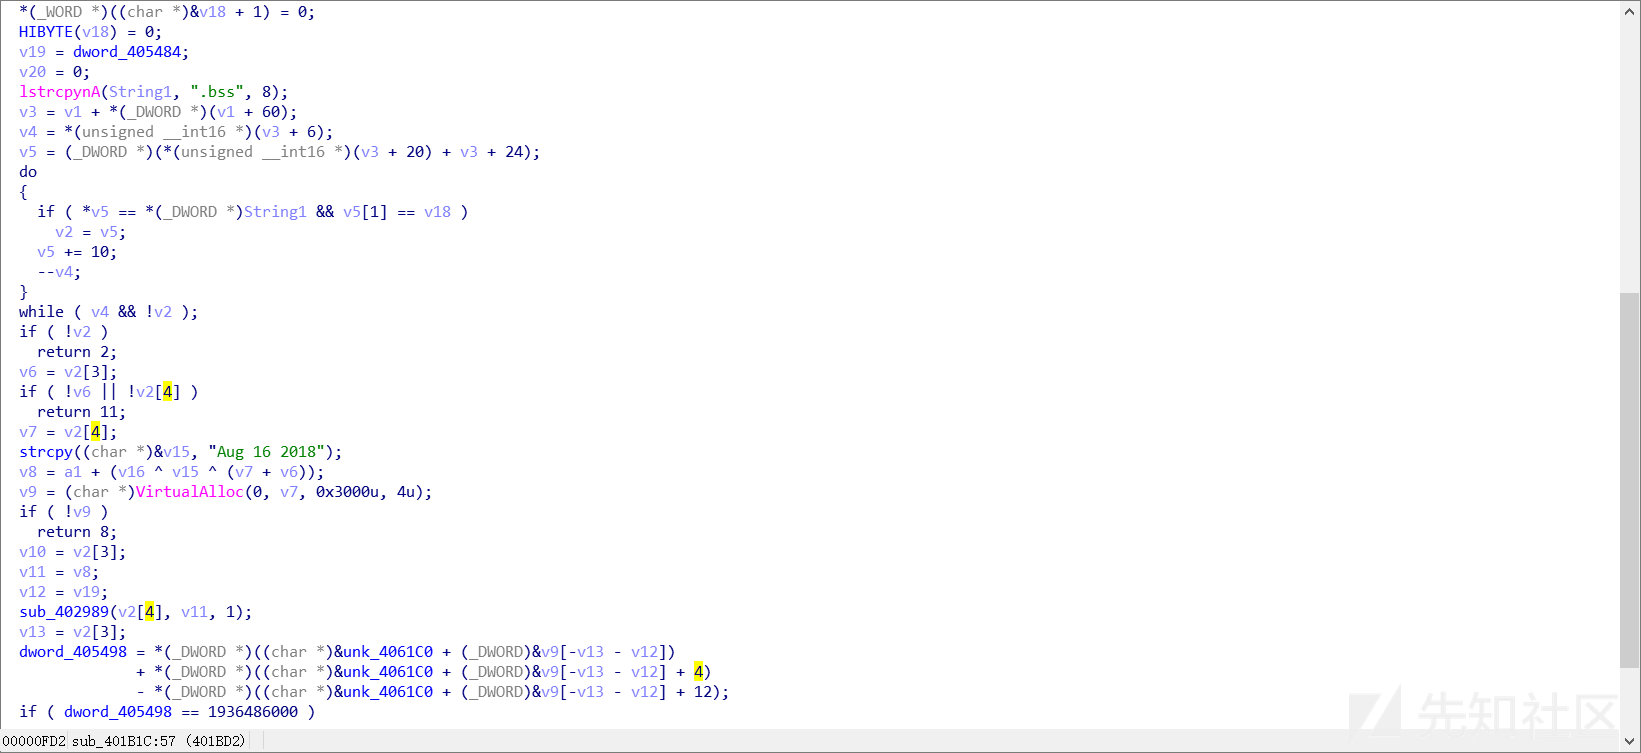 *(_WORD *)((char *)&v18 + 1) = 0;
HIBYTE(v18) = 0;
v19 = dword_405484;
v20 = 0;
lstrcpynA(String1, ".bss", 8);
v3 = v1 + *(_DWORD *)(v1 + 60);
v4 = *(unsigned __int16 *)(v3 + 6);
v5 = (_DWORD *)(*(unsigned __int16 *)(v3 + 20) + v3 + 24);
do
{
if ( *v5 == *(_DWORD *)String1 && v5[1] == v18 )
v2 = v5;
v5 += 10;
--v4;
}
while ( v4 && !v2 );
if ( !v2 )
return 2;
v6 = v2[3];
if ( !v6 || !v2[4] )
return 11;
v7 = v2[4];
strcpy((char *)&v15, "Aug 16 2018");
v8 = a1 + (v16 ^ v15 ^ (v7 + v6));
v9 = (char *)VirtualAlloc(0, v7, 0x3000u, 4u);
if ( !v9 )
return 8;
v10 = v2[3];
v11 = v8;
v12 = v19;
sub_402989(v2[4], v11, 1);
v13 = v2[3];
dword_405498 = *(_DWORD *)((char *)&unk_4061C0 + (_DWORD)&v9[-v13 - v12])
+ *(_DWORD *)((char *)&unk_4061C0 + (_DWORD)&v9[-v13 - v12] + 4)
- *(_DWORD *)((char *)&unk_4061C0 + (_DWORD)&v9[-v13 - v12] + 12);
if ( dword_405498 == 1936486000 )
先知社区
00000FD2 sub_401B1C:57 (401BD2)